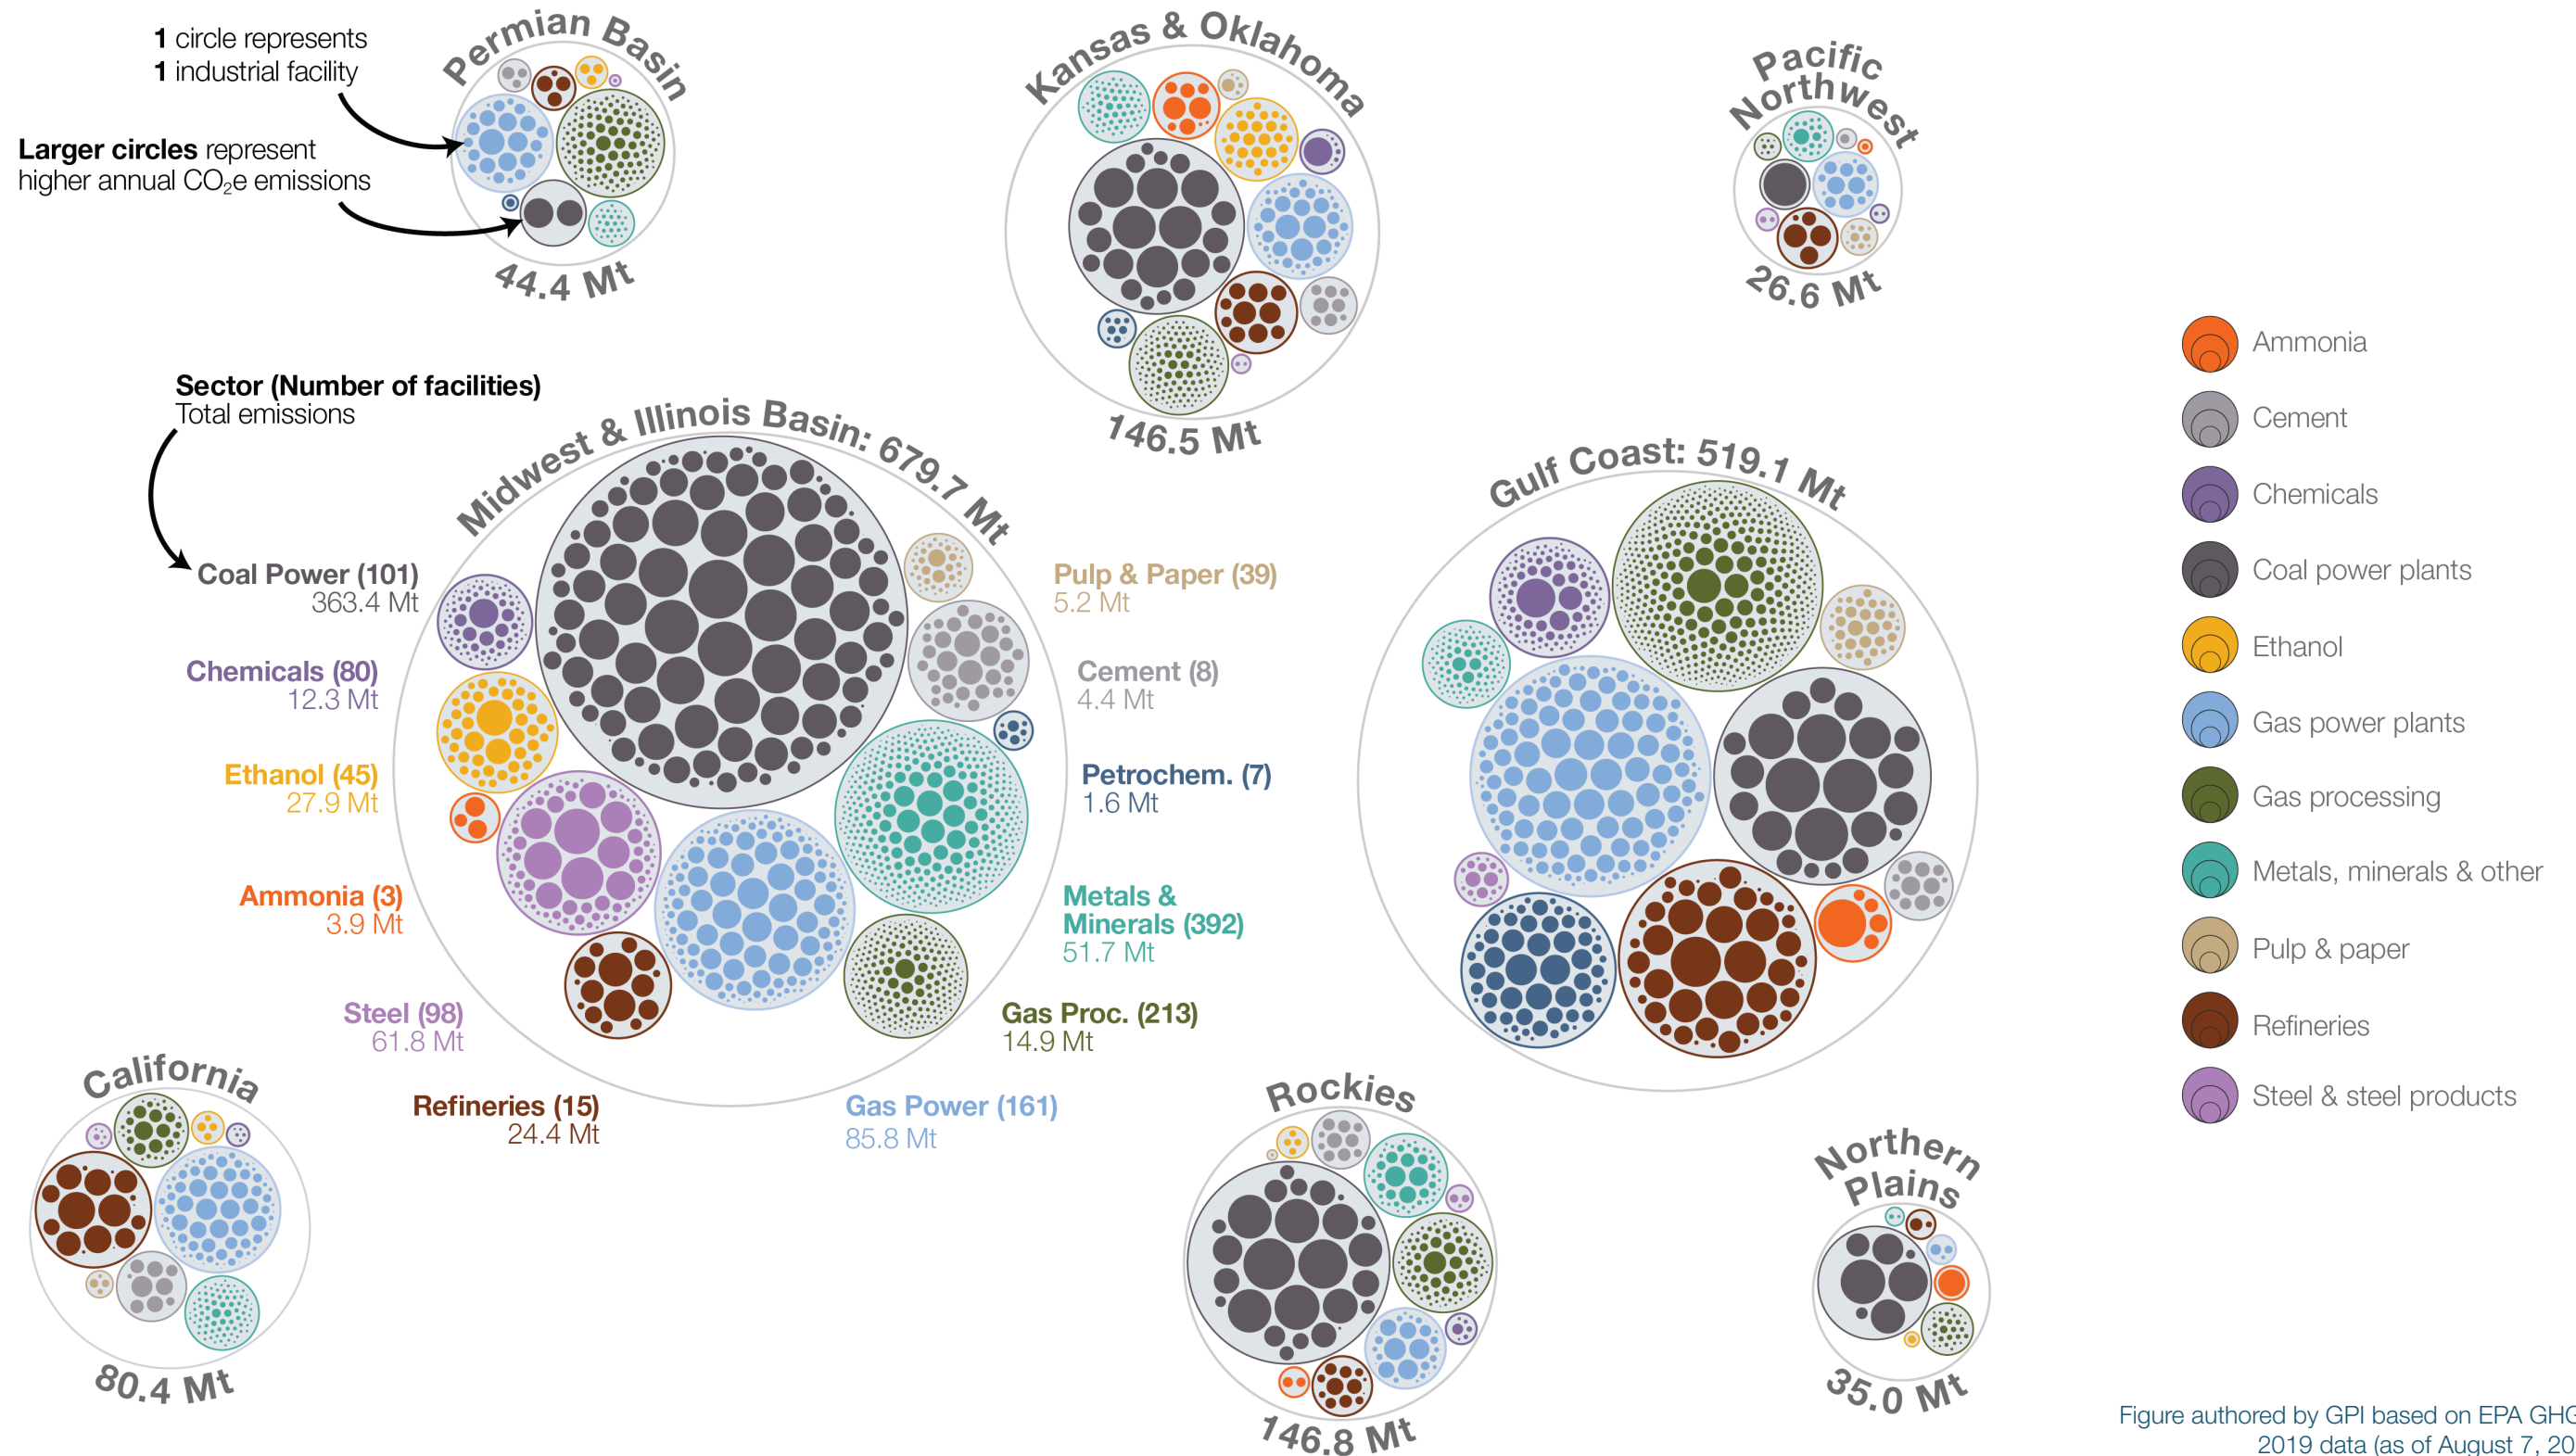 1 circle represents
1 industrial facility
Larger circles represent
higher annual CO₂e emissions
Permian Basin
44.4 Mt
Kansas & Oklahoma
146.5 Mt
Pacific
Northwest
26.6 Mt
Sector (Number of facilities)
Total emissions
Midwest & Illinois Basin: 679.7 Mt
Coal Power (101)
363.4 Mt
Chemicals (80)
12.3 Mt
Ethanol (45)
27.9 Mt
Ammonia (3)
3.9 Mt
Steel (98)
61.8 Mt
Refineries (15)
24.4 Mt
Pulp & Paper (39)
5.2 Mt
Cement (8)
4.4 Mt
Petrochem. (7)
1.6 Mt
Metals &
Minerals (392)
51.7 Mt
Gas Proc. (213)
14.9 Mt
Gas Power (161)
85.8 Mt
Gulf Coast: 519.1 Mt
Ammonia
Cement
Chemicals
Coal power plants
Ethanol
Gas power plants
Gas processing
Metals, minerals & other
Pulp & paper
Refineries
Steel & steel products
California
80.4 Mt
Rockies
146.8 Mt
Northern
Plains
35.0 Mt
Figure authored by GPI based on EPA GHG
2019 data (as of August 7, 20